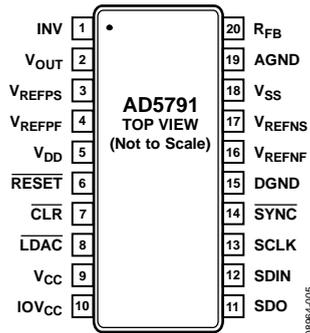 INV 1
VOUT 2
VREFPS 3
VREFPF 4
VDD 5
RESET 6
CLR 7
LDAC 8
VCC 9
IOVCC 10
AD5791
TOP VIEW
(Not to Scale)
20 RFB
19 AGND
18 VSS
17 VREFNS
16 VREFNF
15 DGND
14 SYNC
13 SCLK
12 SDIN
11 SDO
08964-005